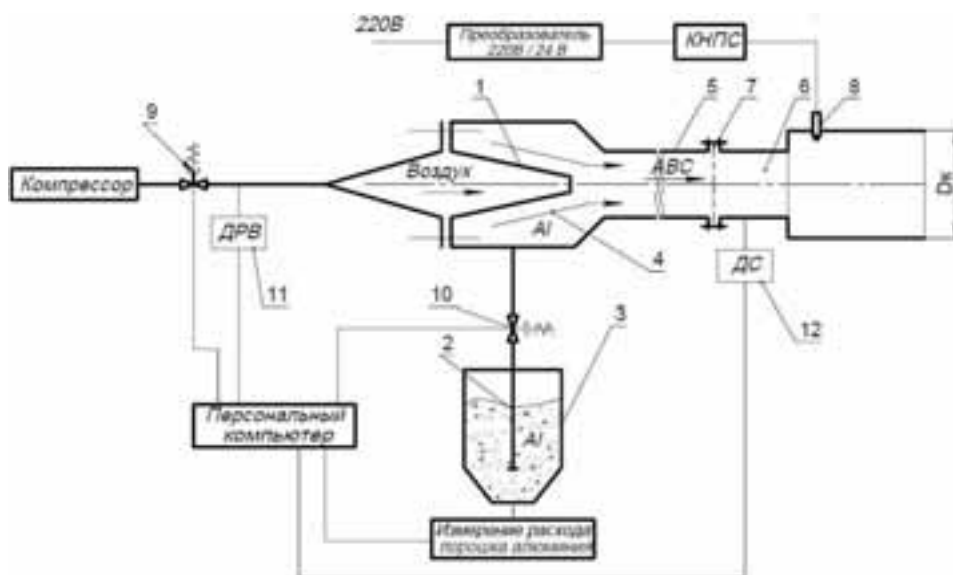 220В
Преобразователь
220В / 24 В
КНПС
1
5
7
6
8
9
Воздух
АВС
Компрессор
Dк
ДРВ
Al
4
ДС
11
10
3
12
2
Персональный
компьютер
Al
Измерение расхода
порошка алюминия